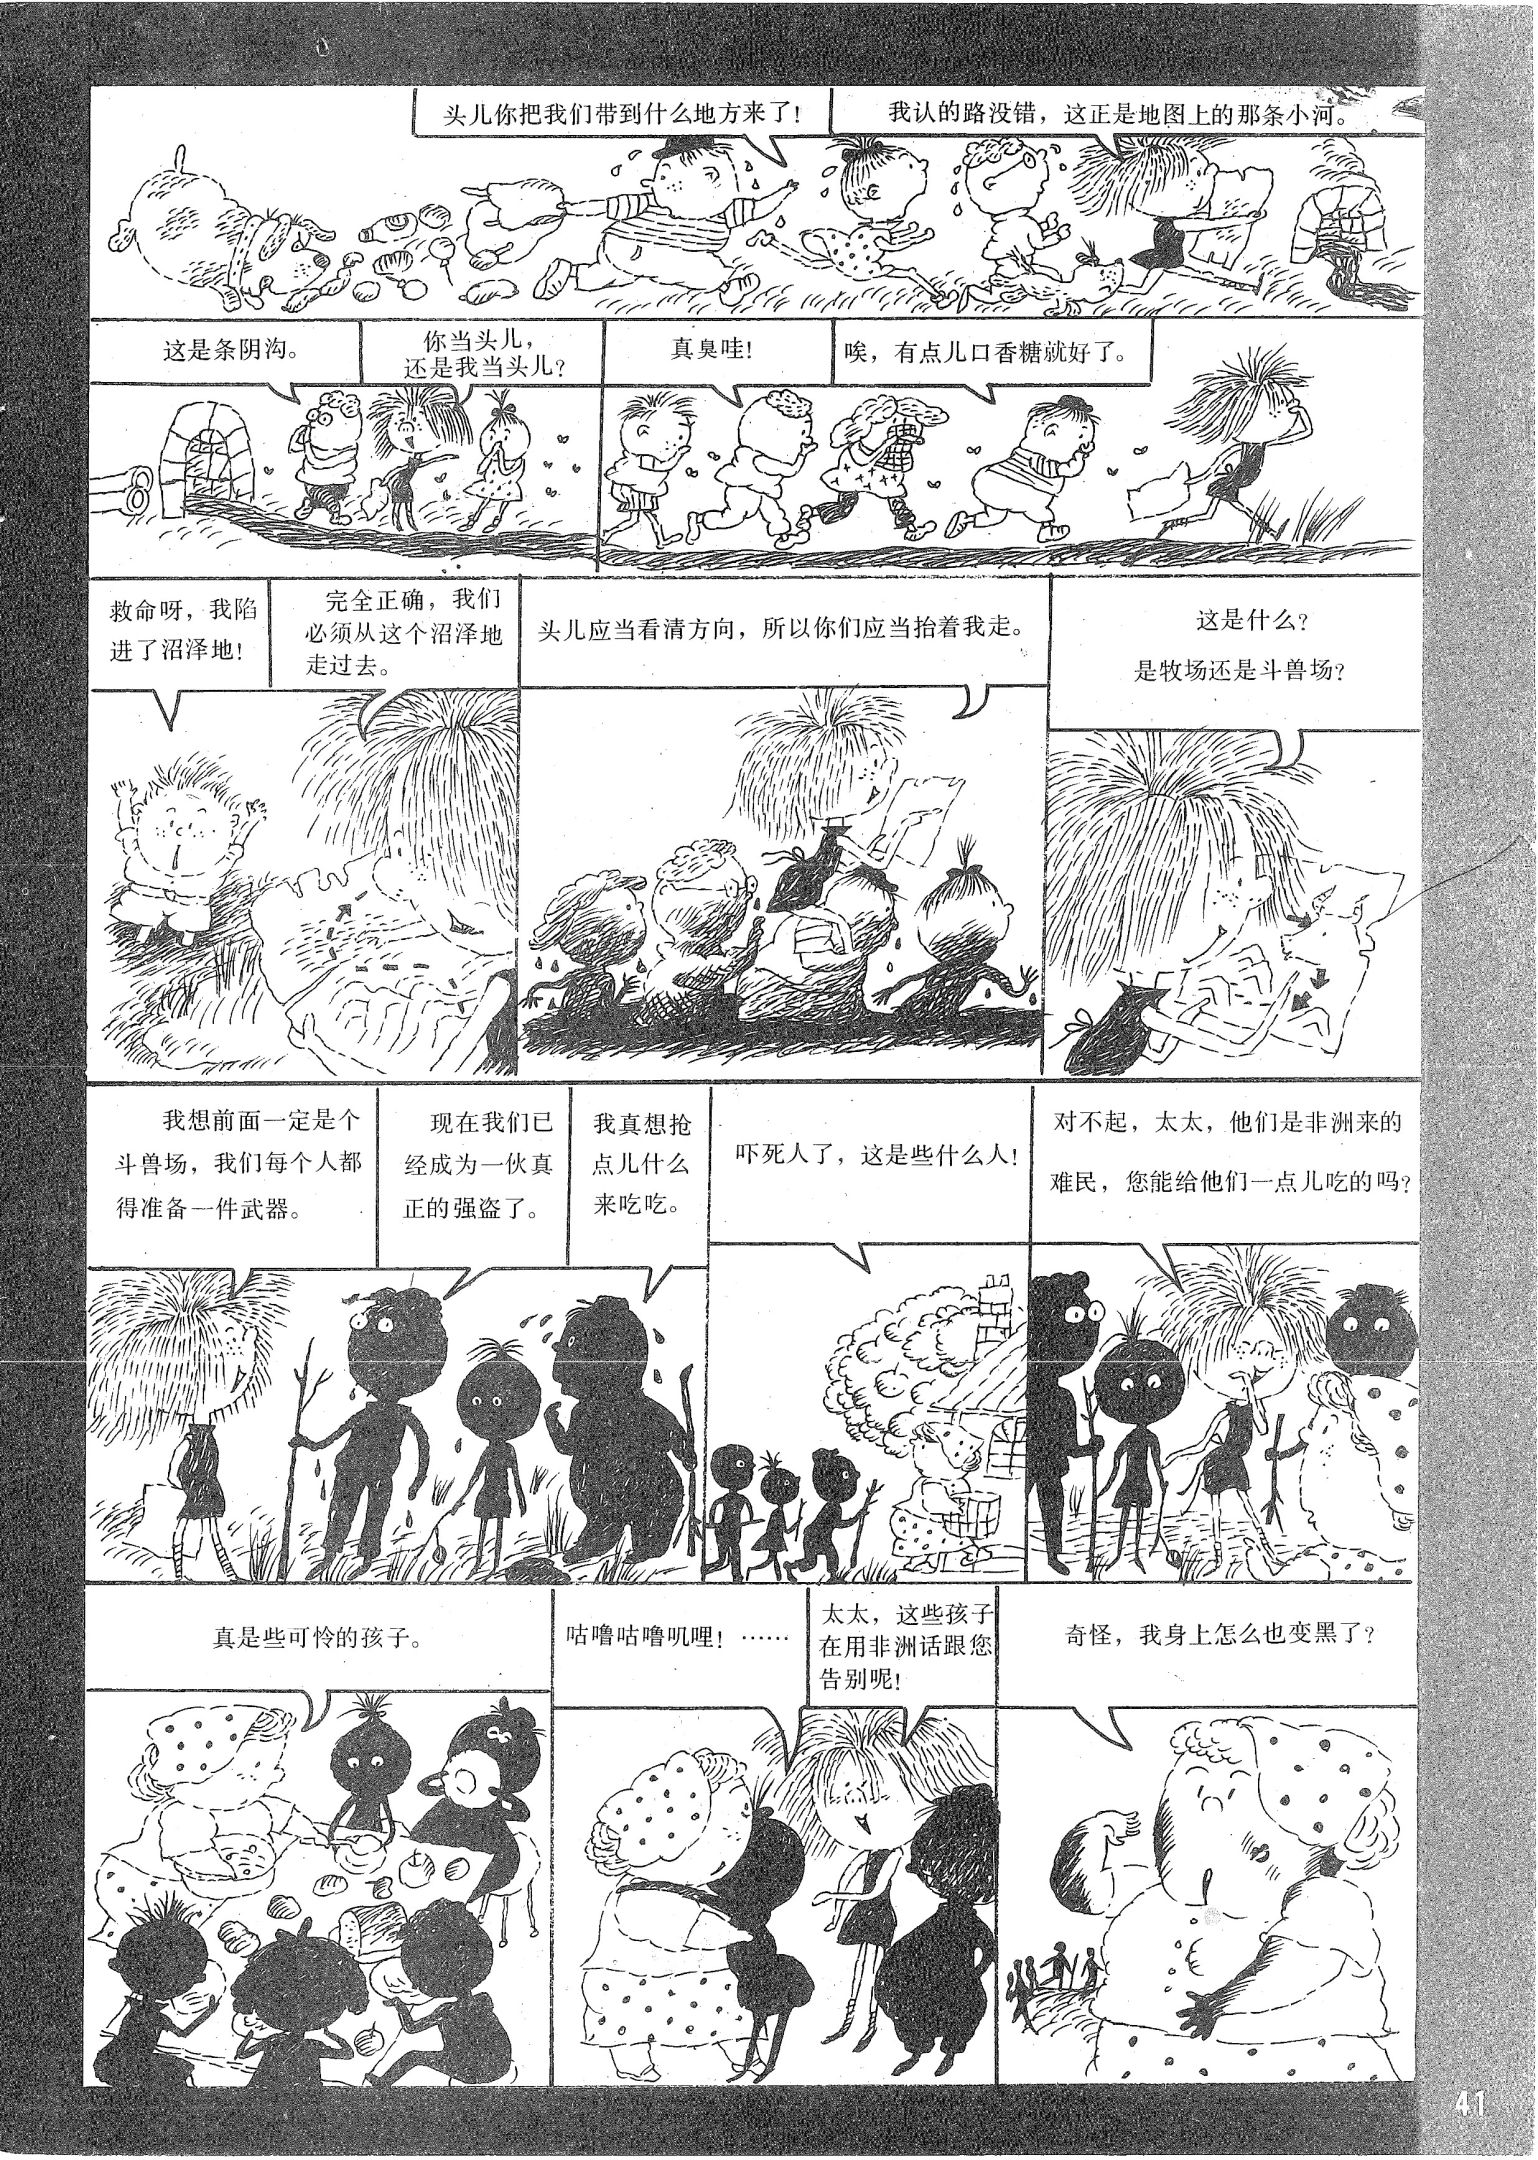 头儿你把我们带到什么地方来了！
我认的路没错，这正是地图上的那条小河。
这是条阴沟。
你当头儿，
还是我当头儿？
真臭哇！
唉，有点儿口香糖就好了。
救命呀，我陷
进了沼泽地！
完全正确，我们
必须从这个沼泽地
走过去。
头儿应当看清方向，所以你们应当抬着我走。
这是什么？
是牧场还是斗兽场？
我想前面一定是个
斗兽场，我们每个人都
得准备一件武器。
现在我们已
经成为一伙真
正的强盗了。
我真想抢
点儿什么
来吃吃。
吓死人了，这是些什么人！
对不起，太太，他们是非洲来的
难民，您能给他们一点儿吃的吗？
真是些可怜的孩子。
咕噜咕噜叽哩！……
太太，这些孩子
在用非洲话跟您
告别呢！
奇怪，我身上怎么也变黑了？
41